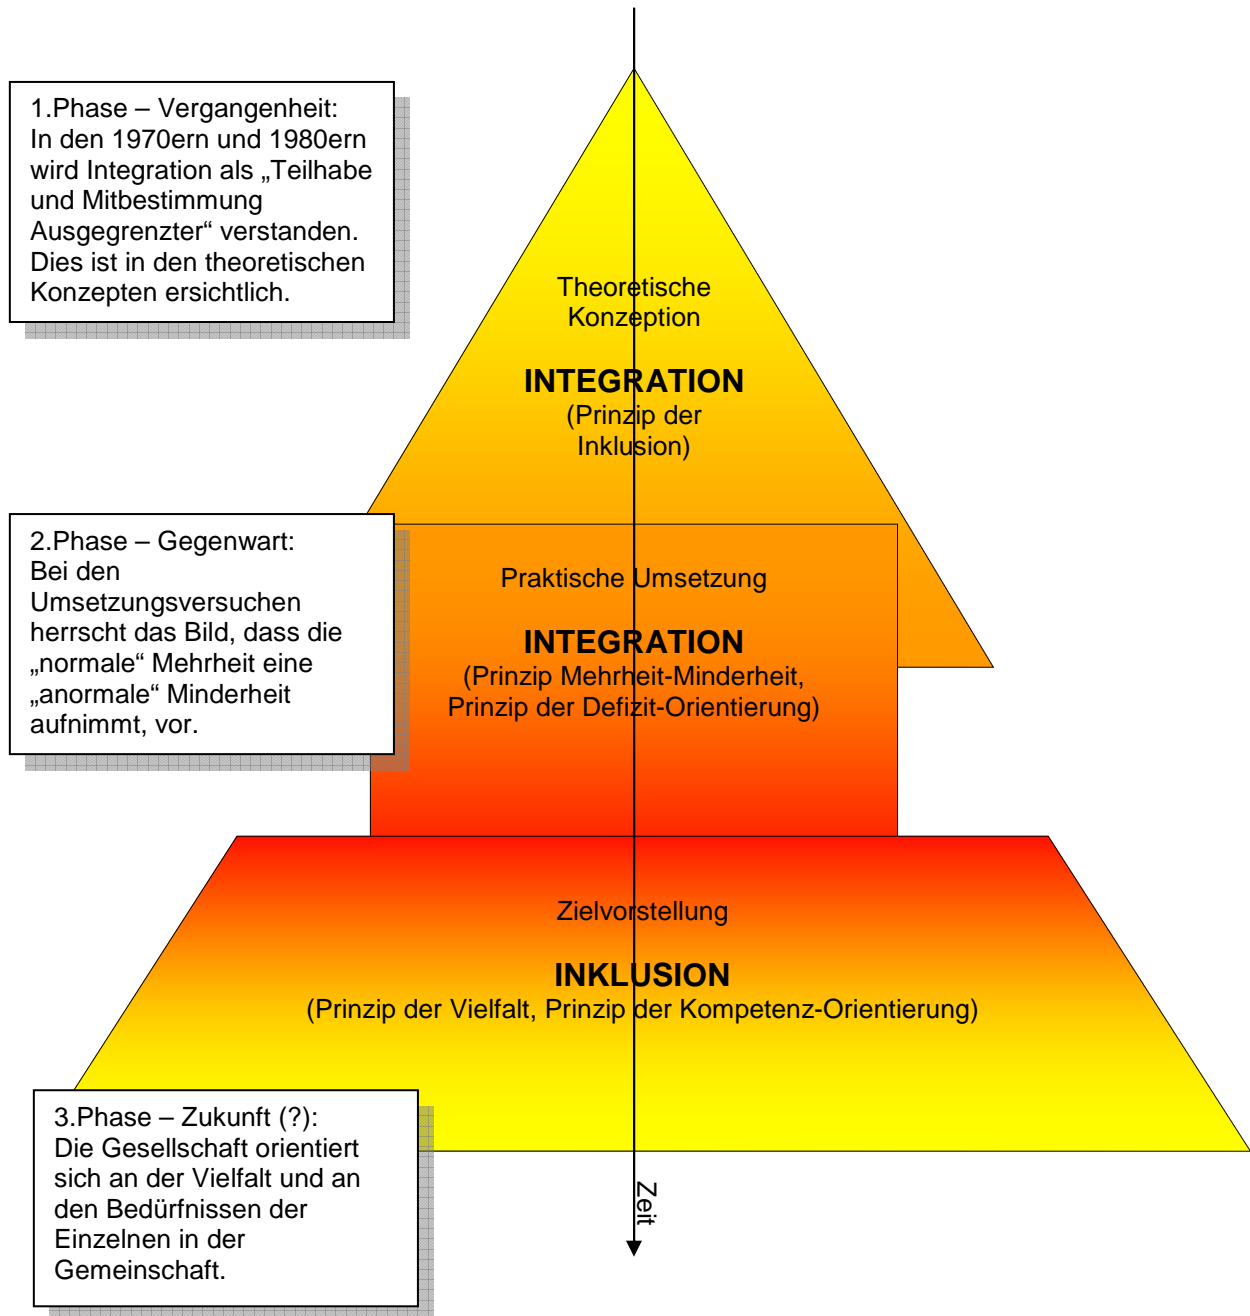 1.Phase – Vergangenheit:
In den 1970ern und 1980ern
wird Integration als „Teilhabe
und Mitbestimmung
Ausgegrenzter“ verstanden.
Dies ist in den theoretischen
Konzepten ersichtlich.
Theoretische
Konzeption
INTEGRATION
(Prinzip der
Inklusion)
2.Phase – Gegenwart:
Bei den
Umsetzungsversuchen
herrscht das Bild, dass die
„normale“ Mehrheit eine
„anormale“ Minderheit
aufnimmt, vor.
Praktische Umsetzung
INTEGRATION
(Prinzip Mehrheit-Minderheit,
Prinzip der Defizit-Orientierung)
Zielvorstellung
INKLUSION
(Prinzip der Vielfalt, Prinzip der Kompetenz-Orientierung)
3.Phase – Zukunft (?):
Die Gesellschaft orientiert
sich an der Vielfalt und an
den Bedürfnissen der
Einzelnen in der
Gemeinschaft.
Zeit